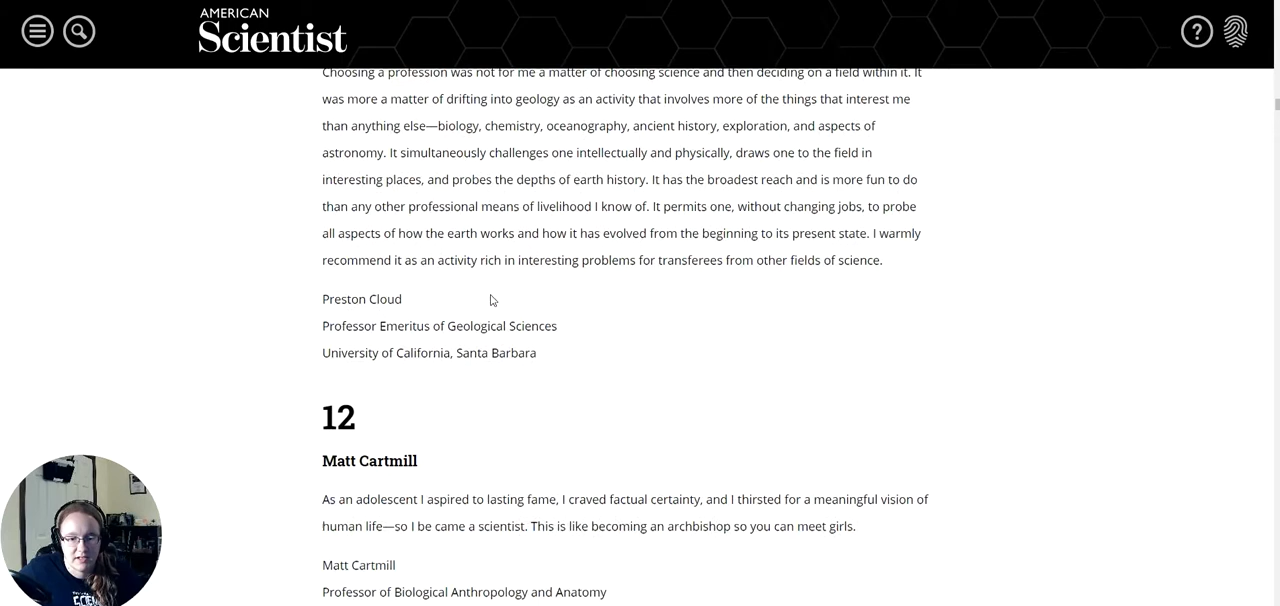 AMERICAN
Scientist
?
Choosing a profession was not for me a matter of choosing science and then deciding on a field within it. It
was more a matter of drifting into geology as an activity that involves more of the things that interest me
than anything else—biology, chemistry, oceanography, ancient history, exploration, and aspects of
astronomy. It simultaneously challenges one intellectually and physically, draws one to the field in
interesting places, and probes the depths of earth history. It has the broadest reach and is more fun to do
than any other professional means of livelihood I know of. It permits one, without changing jobs, to probe
all aspects of how the earth works and how it has evolved from the beginning to its present state. I warmly
recommend it as an activity rich in interesting problems for transferees from other fields of science.
Preston Cloud
Professor Emeritus of Geological Sciences
University of California, Santa Barbara
12
Matt Cartmill
As an adolescent I aspired to lasting fame, I craved factual certainty, and I thirsted for a meaningful vision of
human life—so I be came a scientist. This is like becoming an archbishop so you can meet girls.
Matt Cartmill
Professor of Biological Anthropology and Anatomy